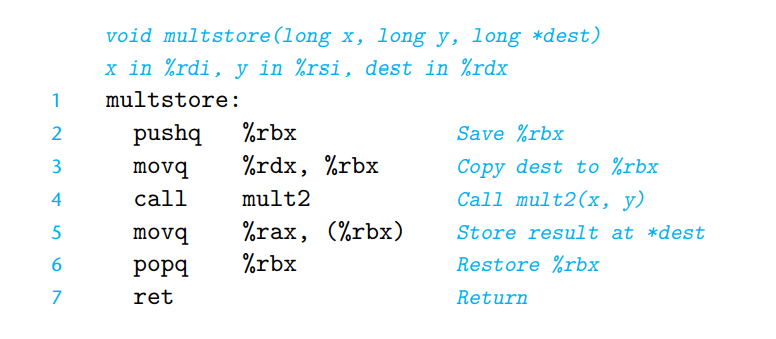 void multstore(long x, long y, long *dest)
x in %rdi, y in %rsi, dest in %rdx
1 multstore:
2 pushq %rbx Save %rbx
3 movq %rdx, %rbx Copy dest to %rbx
4 call mult2 Call mult2(x, y)
5 movq %rax, (%rbx) Store result at *dest
6 popq %rbx Restore %rbx
7 ret Return